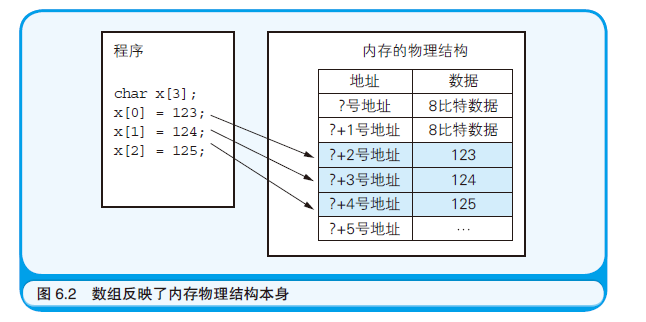 程序
char x[3];
x[0] = 123;
x[1] = 124;
x[2] = 125;
内存的物理结构
地址 数据
?号地址 8比特数据
?+1号地址 8比特数据
?+2号地址 123
?+3号地址 124
?+4号地址 125
?+5号地址 …
图 6.2 数组反映了内存物理结构本身